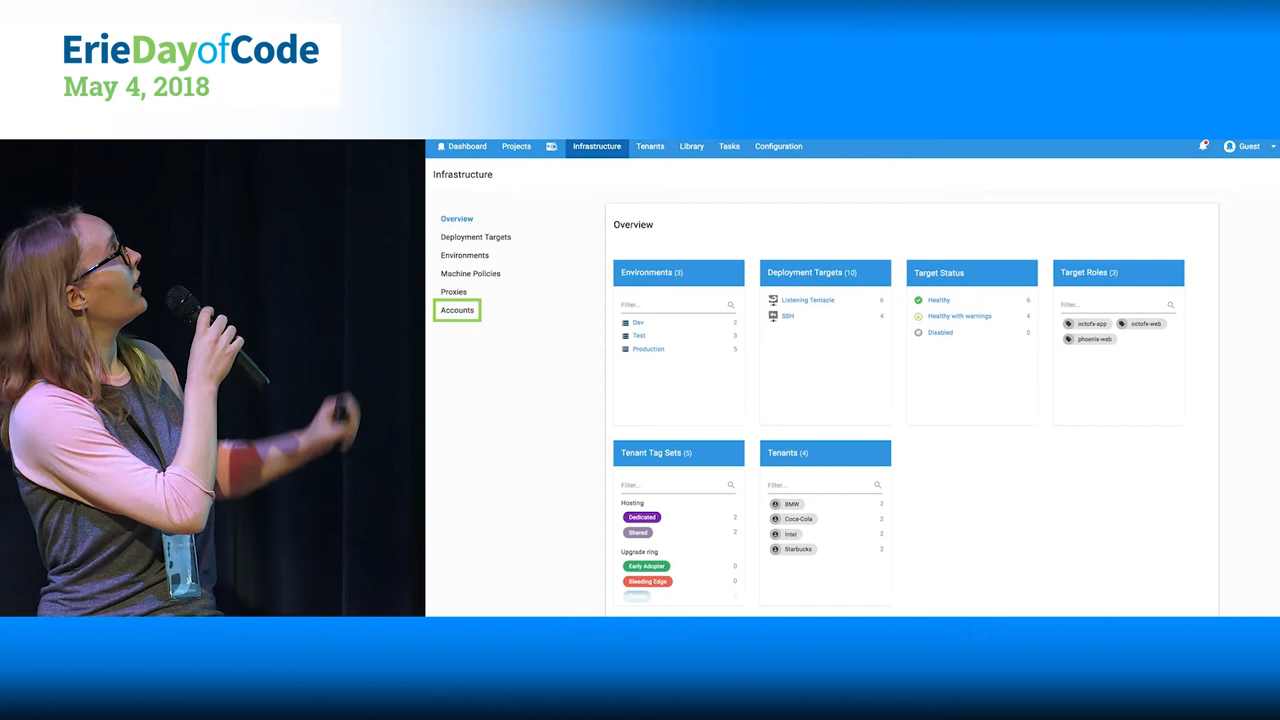 ErieDayofCode
May 4, 2018
Dashboard Projects Infrastructure Tenants Library Tasks Configuration Guest
Infrastructure
Overview
Deployment Targets
Environments
Machine Policies
Proxies
Accounts
Overview
Environments (3)
Filter...
Dev 2
Test 3
Production 5
Deployment Targets (10)
Listening Tentacle 6
SSH 4
Target Status
Healthy 6
Healthy with warnings 4
Disabled 0
Target Roles (3)
Filter...
octofx-app octofx-web
phoenix-web
Tenant Tag Sets (5)
Filter...
Hosting
Dedicated 2
Shared 2
Upgrade ring
Early Adopter 0
Bleeding Edge 0
Tenants (4)
Filter...
BMW 2
Coca-Cola 2
Intel 2
Starbucks 2